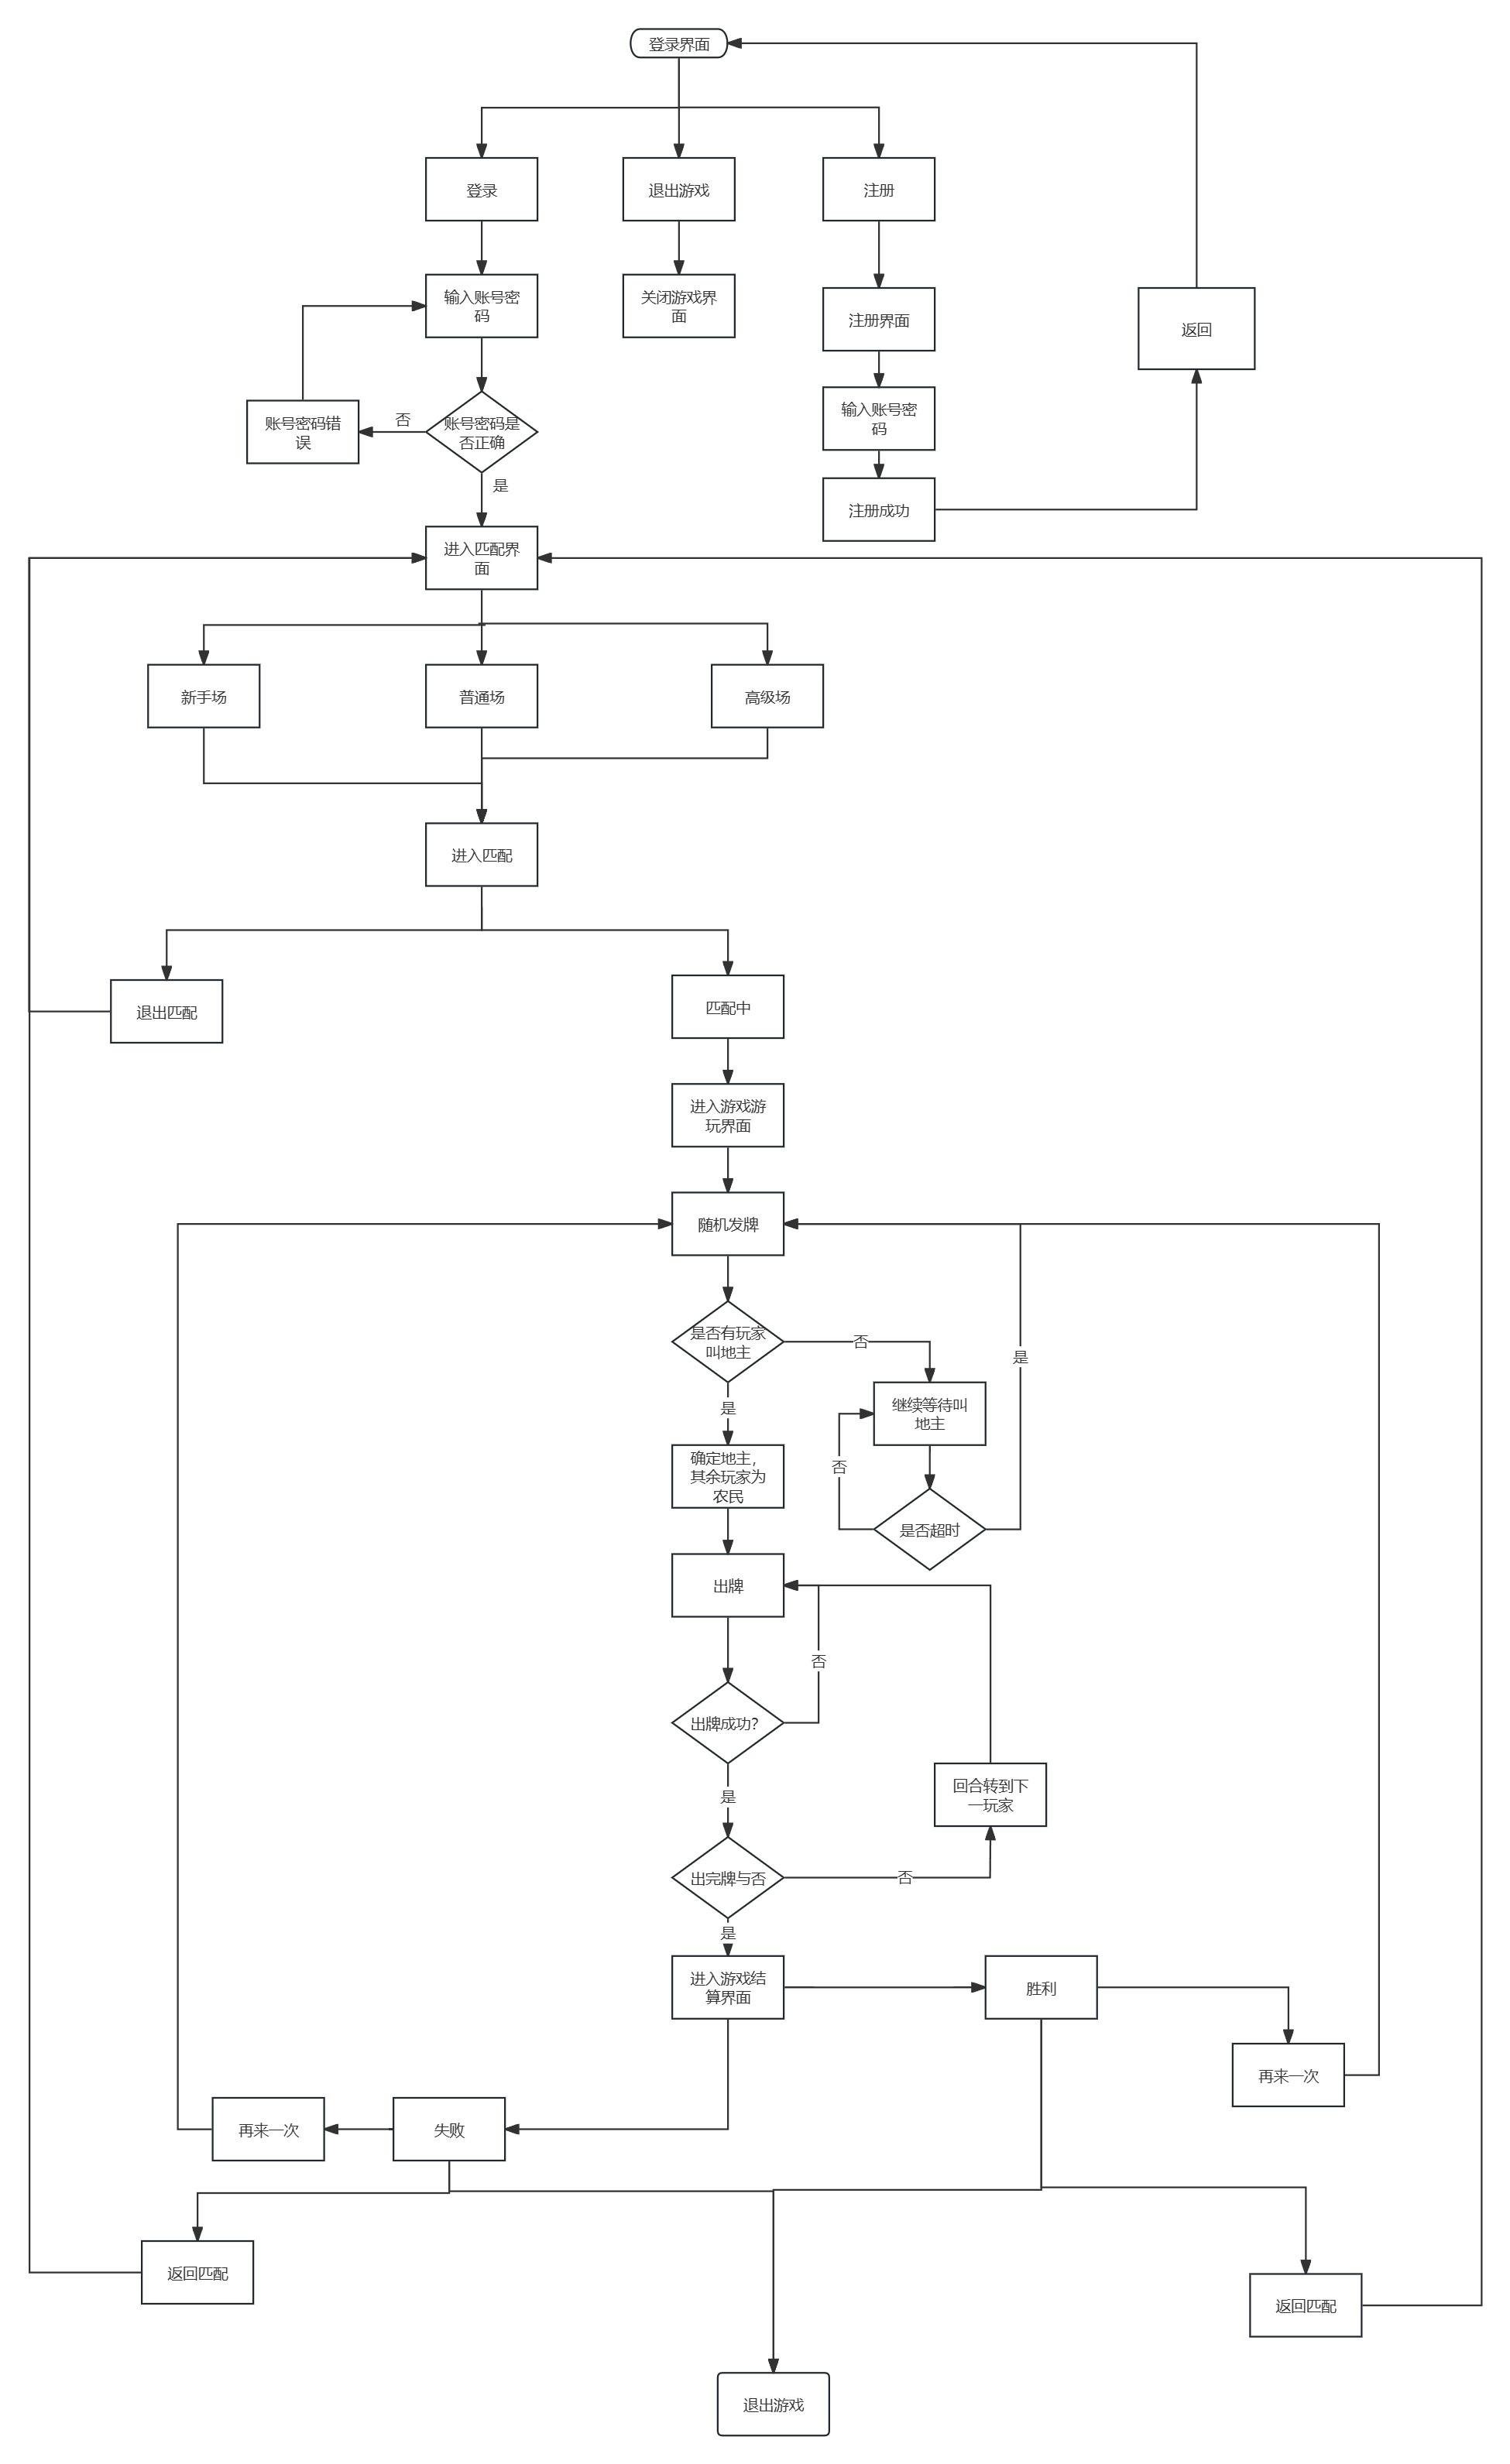 登录界面
登录
退出游戏
注册
输入账号密
码
关闭游戏界
面
注册界面
返回
输入账号密
码
账号密码错
误
否
账号密码是
否正确
是
注册成功
进入匹配界
面
新手场
普通场
高级场
进入匹配
退出匹配
匹配中
进入游戏游
玩界面
随机发牌
是否有玩家
叫地主
否
是
是
继续等待叫
地主
否
确定地主，
其余玩家为
农民
是否超时
出牌
否
出牌成功?
是
回合转到下
一玩家
出完牌与否
否
是
进入游戏结
算界面
胜利
再来一次
再来一次
失败
返回匹配
返回匹配
退出游戏